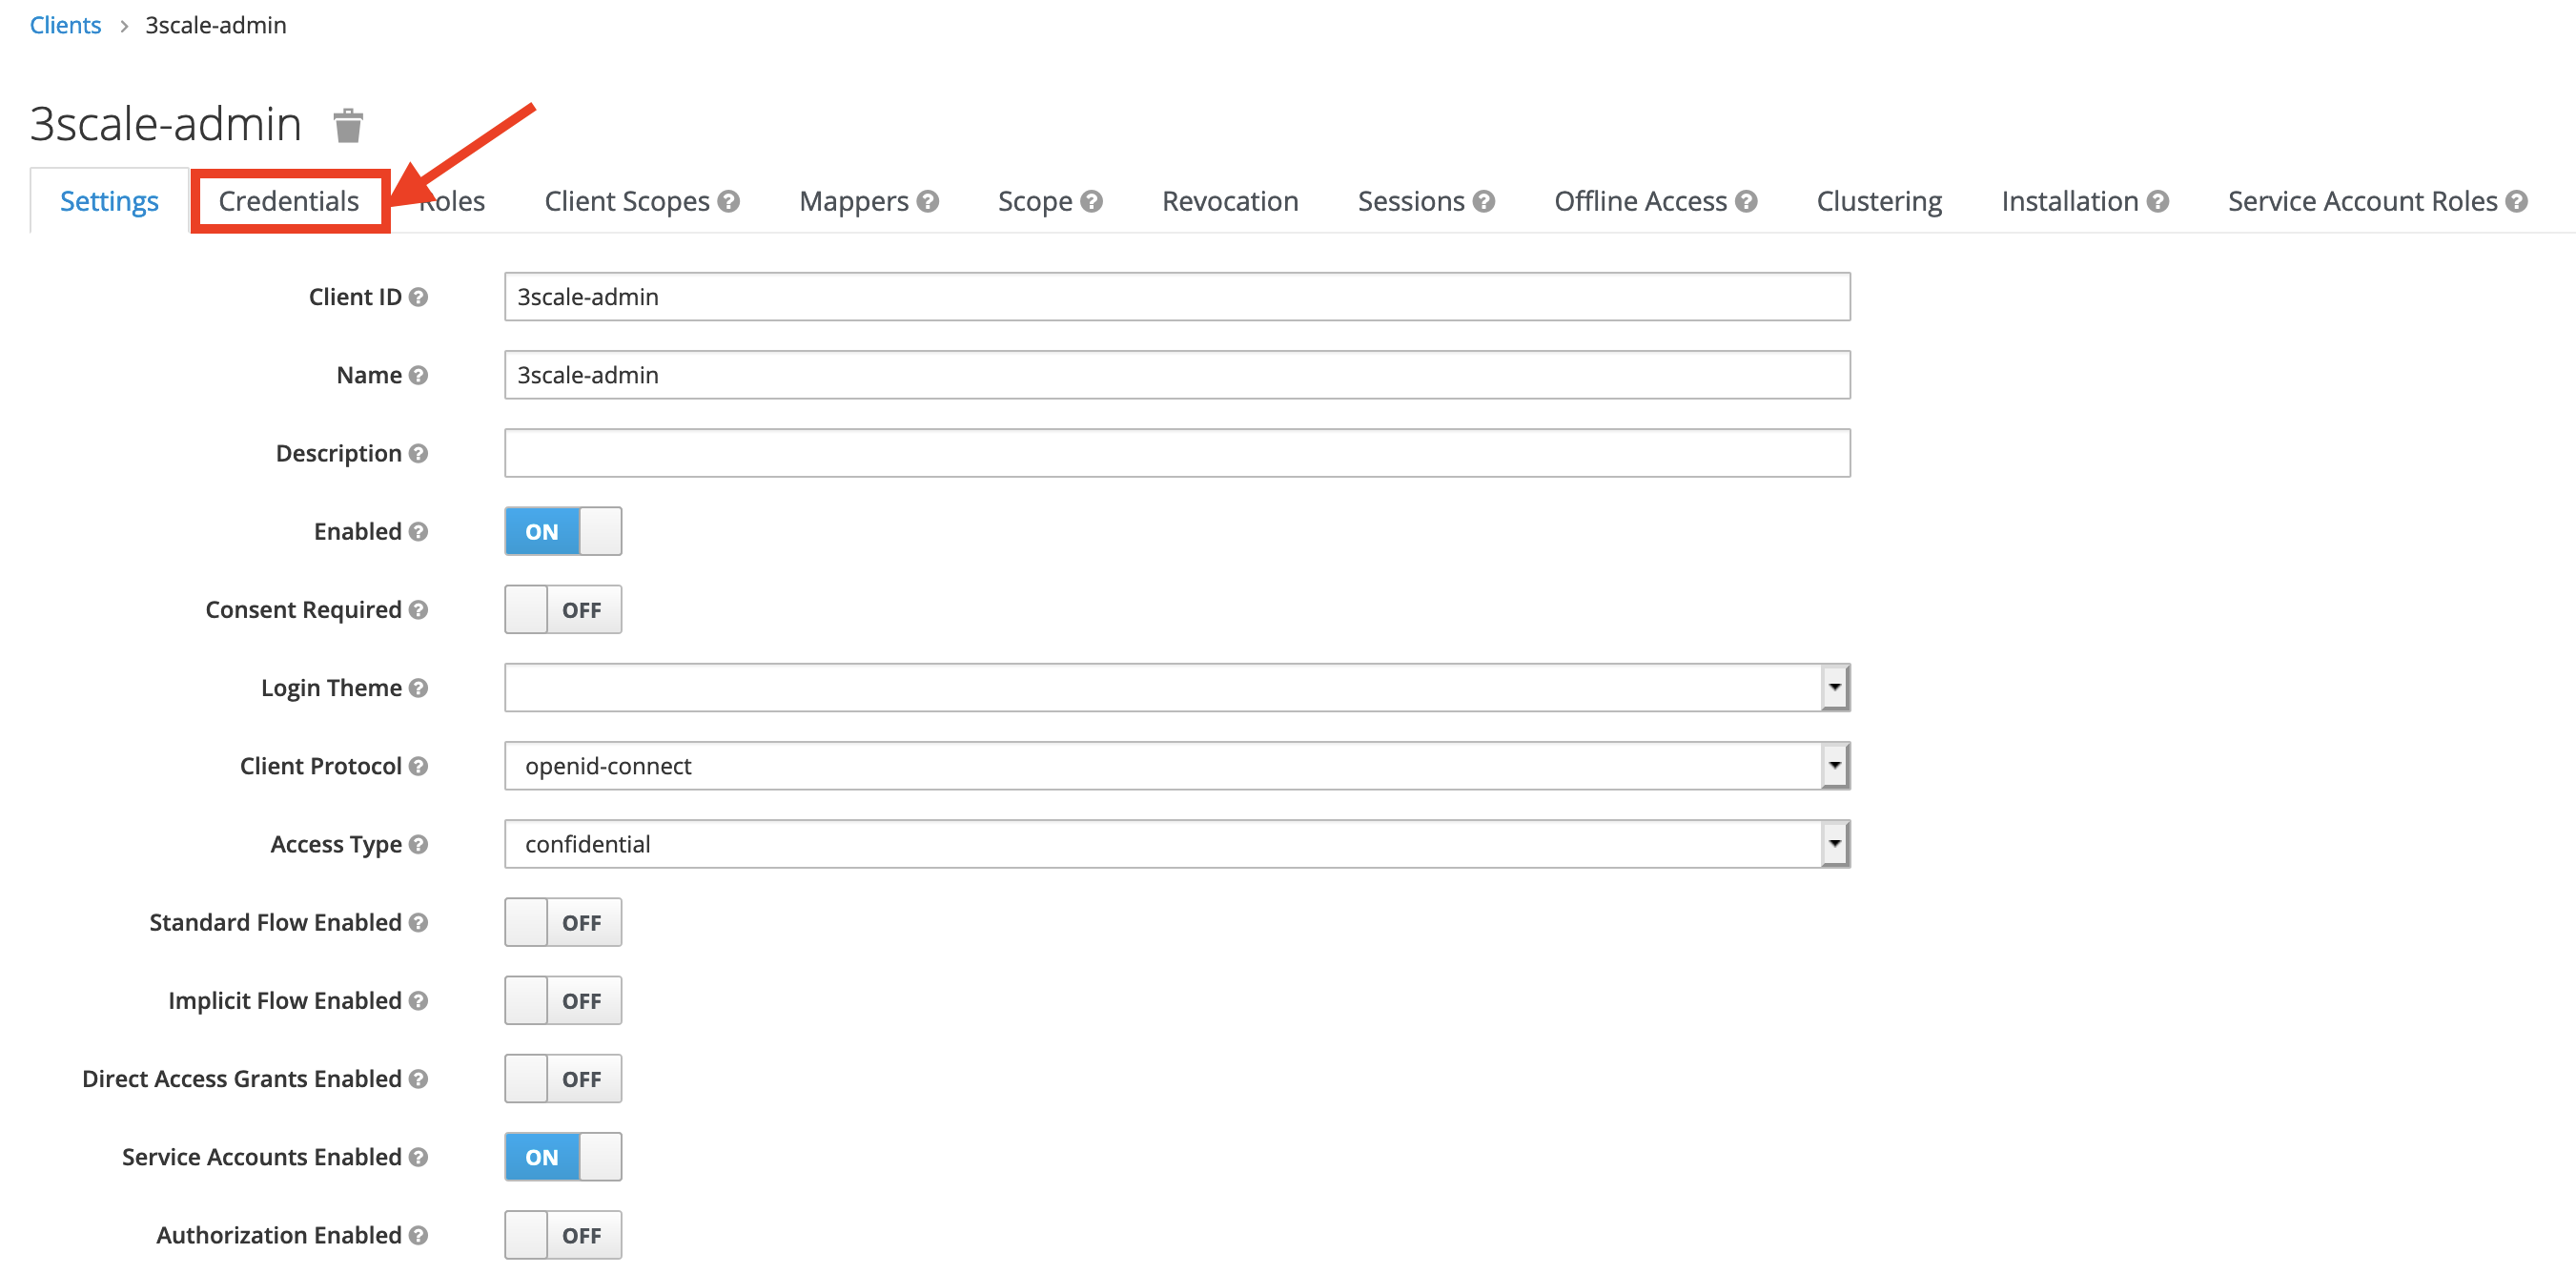 Clients > 3scale-admin
3scale-admin
Settings Credentials Roles Client Scopes Mappers Scope Revocation Sessions Offline Access Clustering Installation Service Account Roles
Client ID 3scale-admin
Name 3scale-admin
Description
Enabled ON
Consent Required OFF
Login Theme
Client Protocol openid-connect
Access Type confidential
Standard Flow Enabled OFF
Implicit Flow Enabled OFF
Direct Access Grants Enabled OFF
Service Accounts Enabled ON
Authorization Enabled OFF